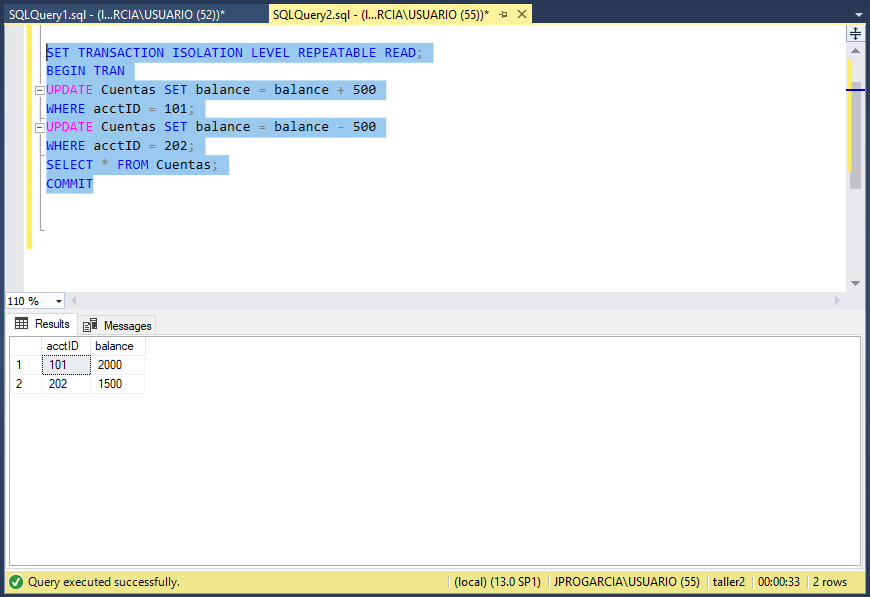 SQLQuery1.sql - (l...RCIA\USUARIO (52))* SQLQuery2.sql - (l...RCIA\USUARIO (55))*
SET TRANSACTION ISOLATION LEVEL REPEATABLE READ;
BEGIN TRAN
UPDATE Cuentas SET balance = balance + 500
WHERE acctID = 101;
UPDATE Cuentas SET balance = balance - 500
WHERE acctID = 202;
SELECT * FROM Cuentas;
COMMIT
110 %
Results Messages
acctID balance
1 101 2000
2 202 1500
Query executed successfully. (local) (13.0 SP1) JPROGARCIA\USUARIO (55) taller2 00:00:33 2 rows